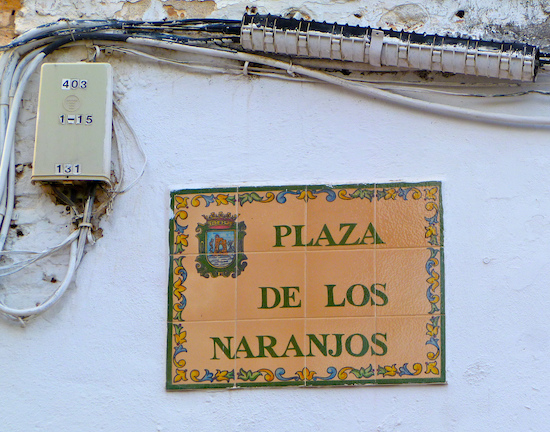 403
1-15
131
PLAZA
DE LOS
NARANJOS